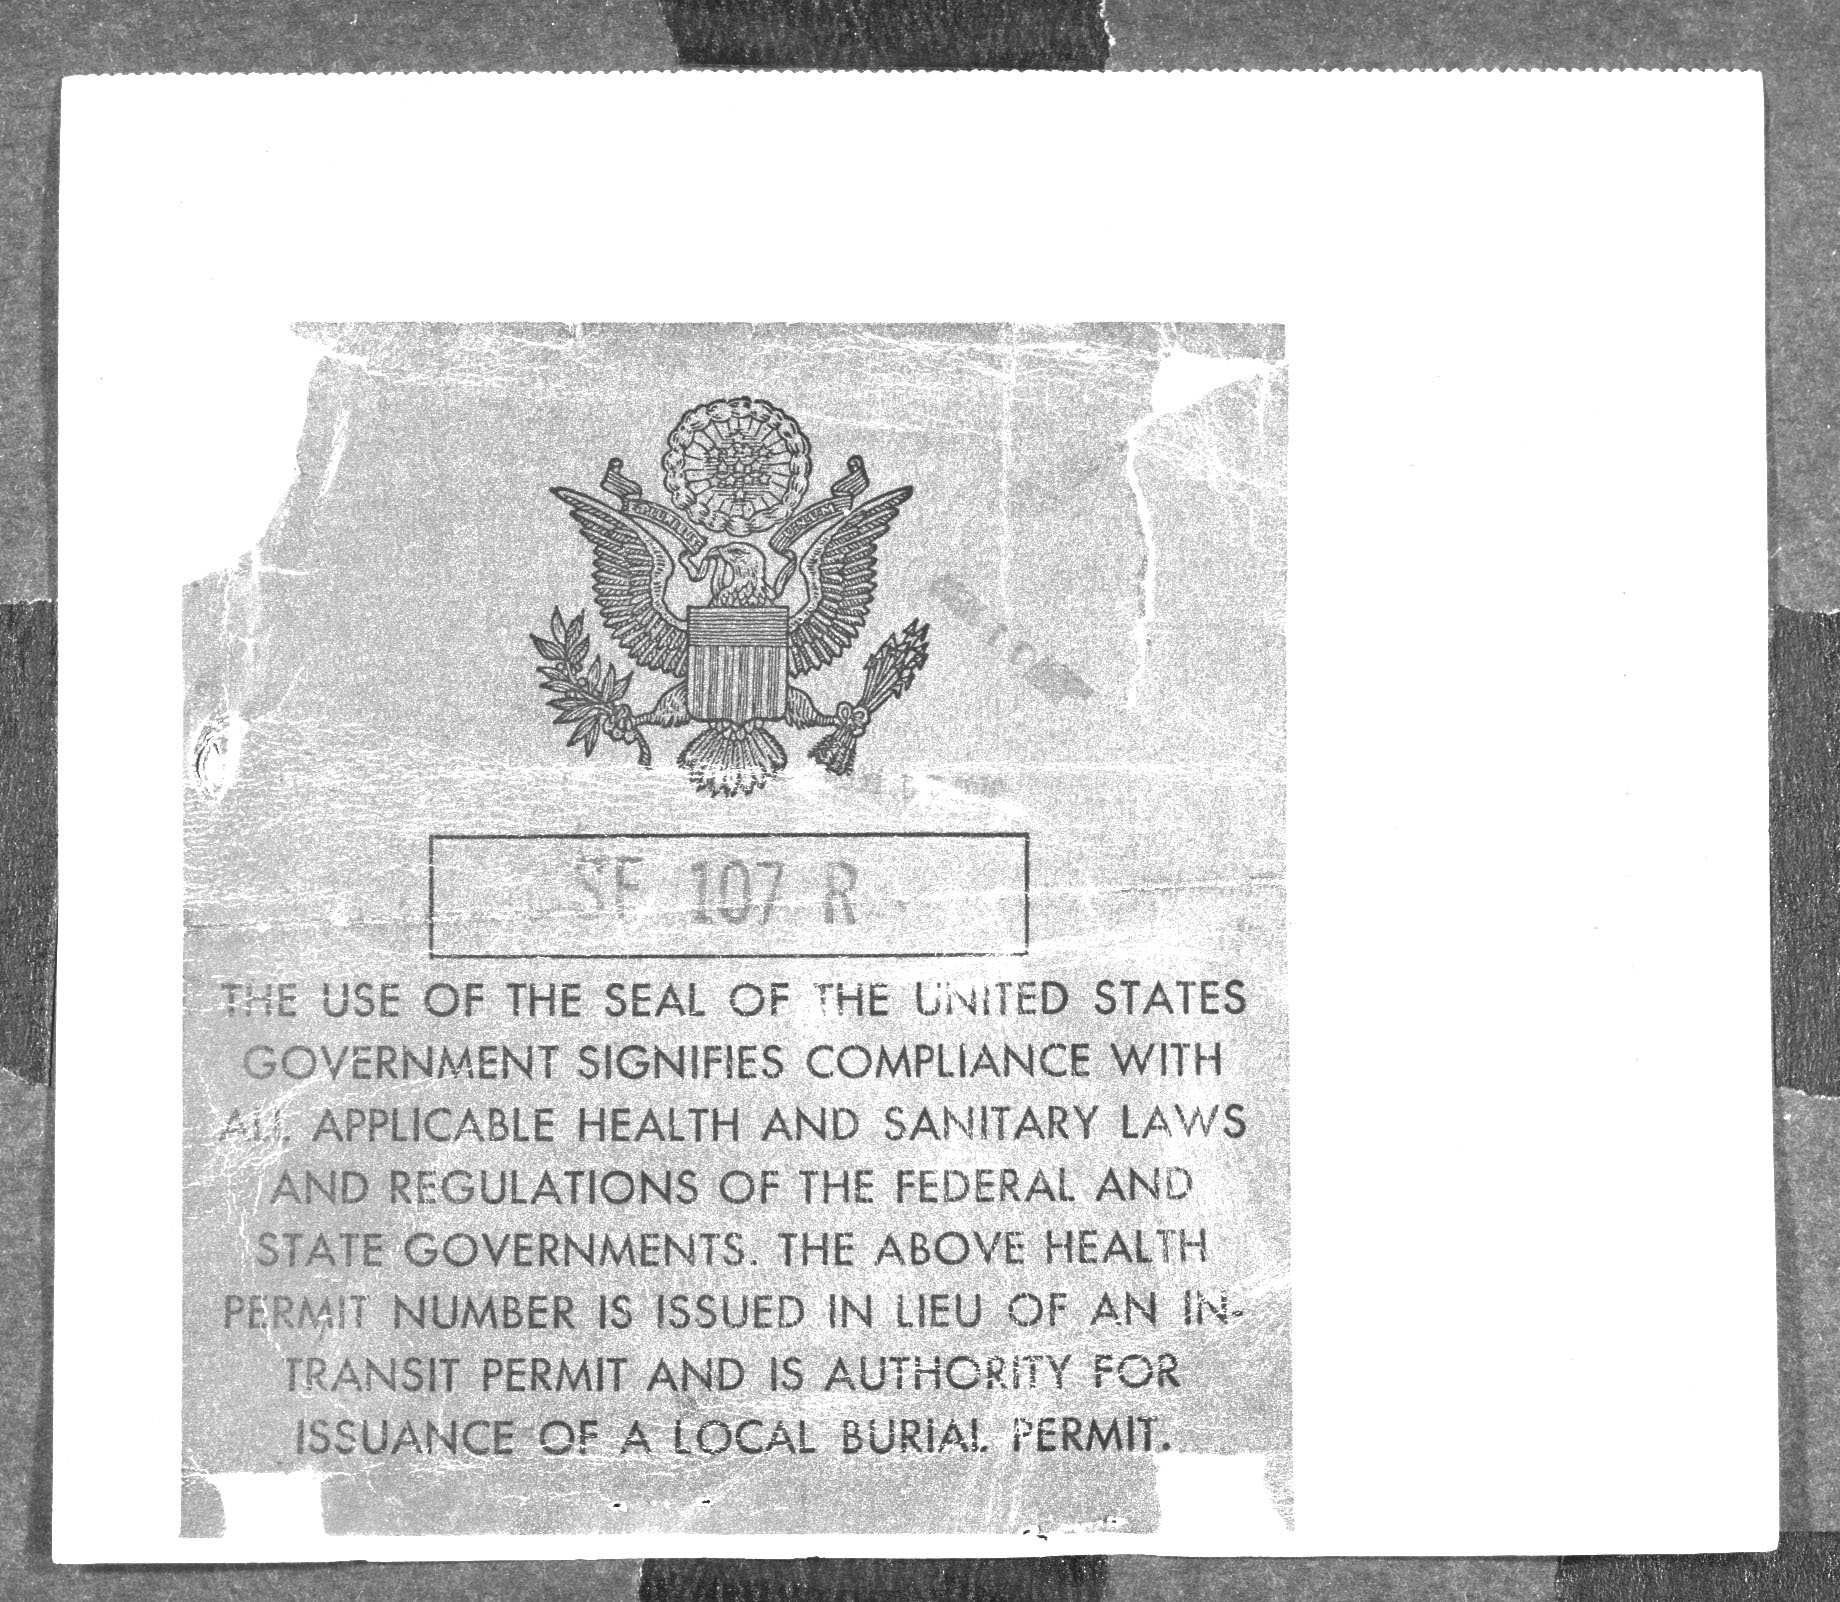 SF 107 R
THE USE OF THE SEAL OF THE UNITED STATES
GOVERNMENT SIGNIFIES COMPLIANCE WITH
ALL APPLICABLE HEALTH AND SANITARY LAWS
AND REGULATIONS OF THE FEDERAL AND
STATE GOVERNMENTS. THE ABOVE HEALTH
PERMIT NUMBER IS ISSUED IN LIEU OF AN IN-
TRANSIT PERMIT AND IS AUTHORITY FOR
ISSUANCE OF A LOCAL BURIAL PERMIT.